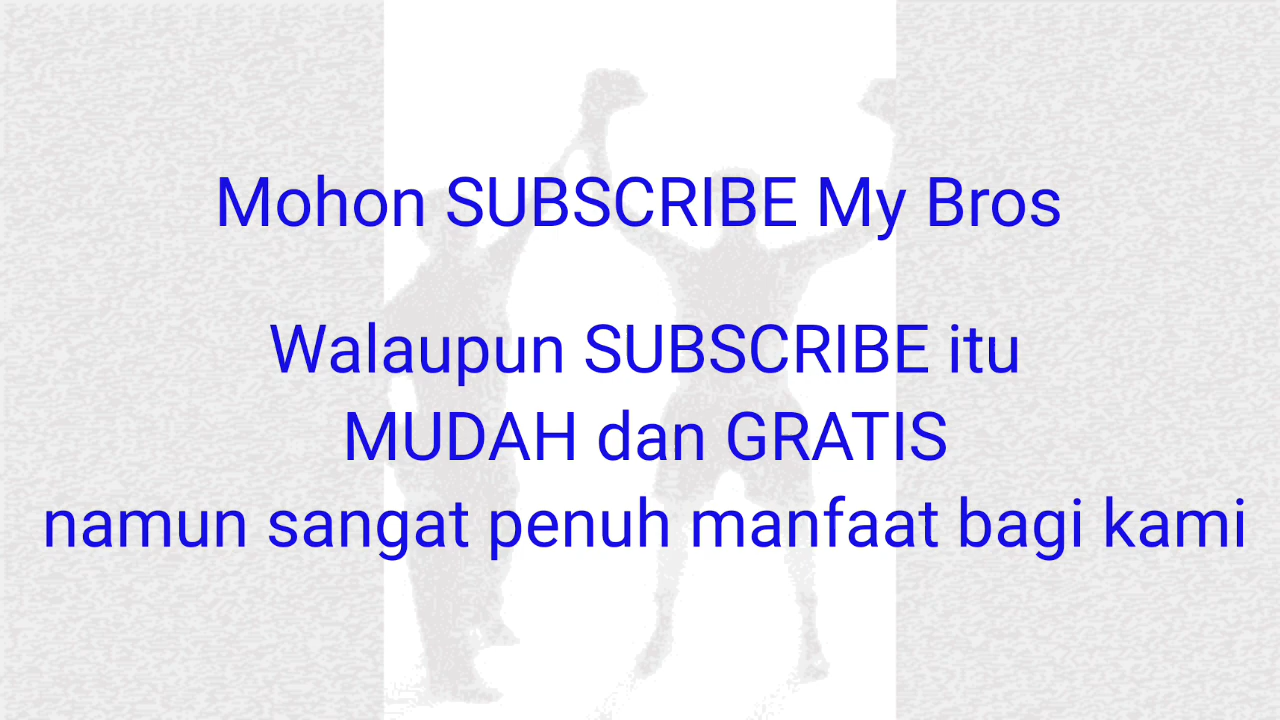 Mohon SUBSCRIBE My Bros
Walaupun SUBSCRIBE itu
MUDAH dan GRATIS
namun sangat penuh manfaat bagi kami